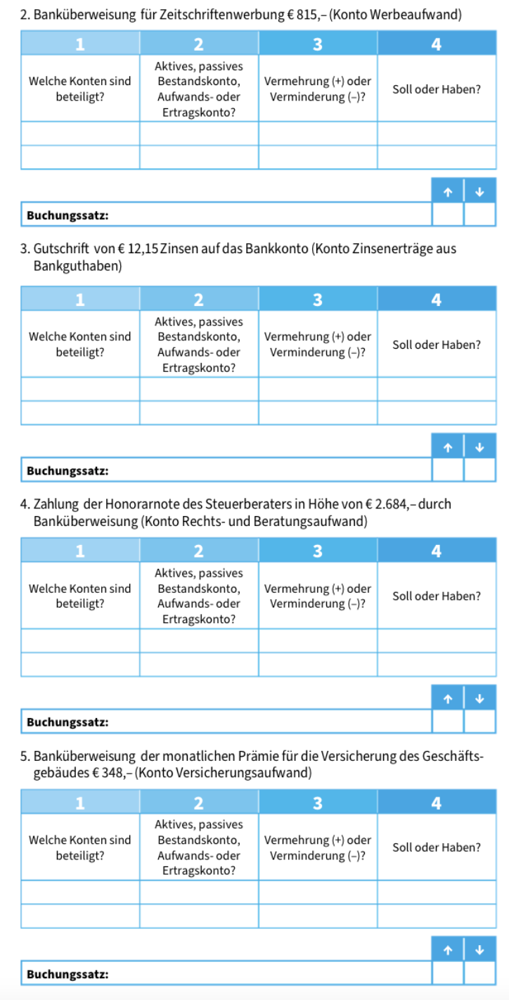 2. Banküberweisung für Zeitschriftenwerbung € 815,– (Konto Werbeaufwand)
1 2 3 4
Welche Konten sind beteiligt? Aktives, passives Bestandskonto, Aufwands- oder Ertragskonto? Vermehrung (+) oder Verminderung (–)? Soll oder Haben?
↑ ↓
Buchungssatz:
3. Gutschrift von € 12,15 Zinsen auf das Bankkonto (Konto Zinsenerträge aus
Bankguthaben)
1 2 3 4
Welche Konten sind beteiligt? Aktives, passives Bestandskonto, Aufwands- oder Ertragskonto? Vermehrung (+) oder Verminderung (–)? Soll oder Haben?
↑ ↓
Buchungssatz:
4. Zahlung der Honorarnote des Steuerberaters in Höhe von € 2.684,– durch
Banküberweisung (Konto Rechts- und Beratungsaufwand)
1 2 3 4
Welche Konten sind beteiligt? Aktives, passives Bestandskonto, Aufwands- oder Ertragskonto? Vermehrung (+) oder Verminderung (–)? Soll oder Haben?
↑ ↓
Buchungssatz:
5. Banküberweisung der monatlichen Prämie für die Versicherung des Geschäfts-
gebäudes € 348,– (Konto Versicherungsaufwand)
1 2 3 4
Welche Konten sind beteiligt? Aktives, passives Bestandskonto, Aufwands- oder Ertragskonto? Vermehrung (+) oder Verminderung (–)? Soll oder Haben?
↑ ↓
Buchungssatz: